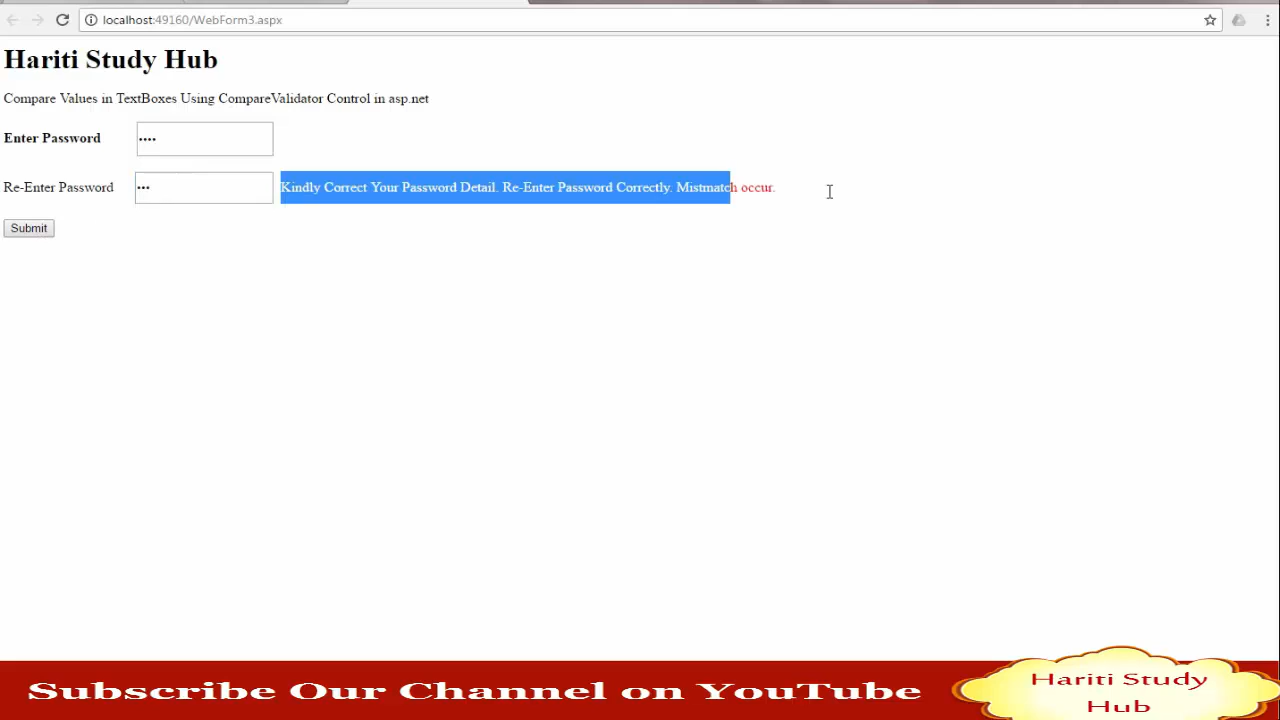 localhost:49160/WebForm3.aspx
Hariti Study Hub
Compare Values in TextBoxes Using CompareValidator Control in asp.net
Enter Password ••••
Re-Enter Password ••• Kindly Correct Your Password Detail. Re-Enter Password Correctly. Mistmatch occur.
Submit
Subscribe Our Channel on YouTube
Hariti Study
Hub